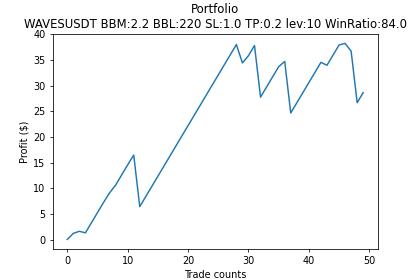 Portfolio
WAVESUSDT BBM:2.2 BBL:220 SL:1.0 TP:0.2 lev:10 WinRatio:84.0
Profit ($)
40
35
30
25
20
15
10
5
0
0 10 20 30 40 50
Trade counts